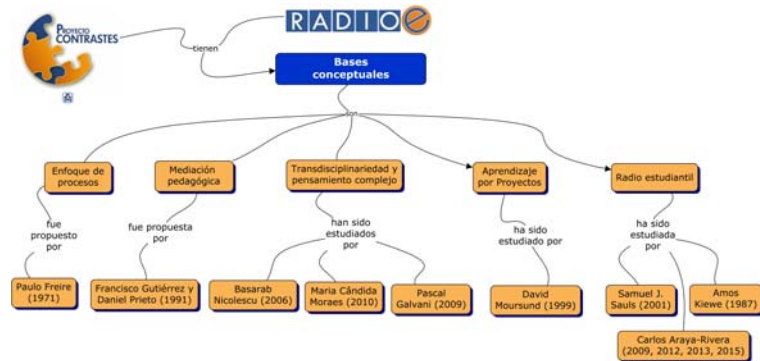 PROYECTO
CONTRASTES
RADIOe
tienen
Bases
conceptuales
son
Enfoque de
procesos
Mediación
pedagógica
Transdisciplinariedad y
pensamiento complejo
Aprendizaje
por Proyectos
Radio estudiantil
fue
propuesto
por
fue propuesta
por
han sido
estudiados
por
ha sido
estudiado por
ha sido
estudiada
por
Paulo Freire
(1971)
Francisco Gutiérrez y
Daniel Prieto (1991)
Basarab
Nicolescu (2006)
Maria Cândida
Moraes (2010)
Pascal
Galvani (2009)
David
Moursund (1999)
Samuel J.
Sauls (2001)
Amos
Kiewe (1987)
Carlos Araya-Rivera
(2009, 2012, 2013, 2015)